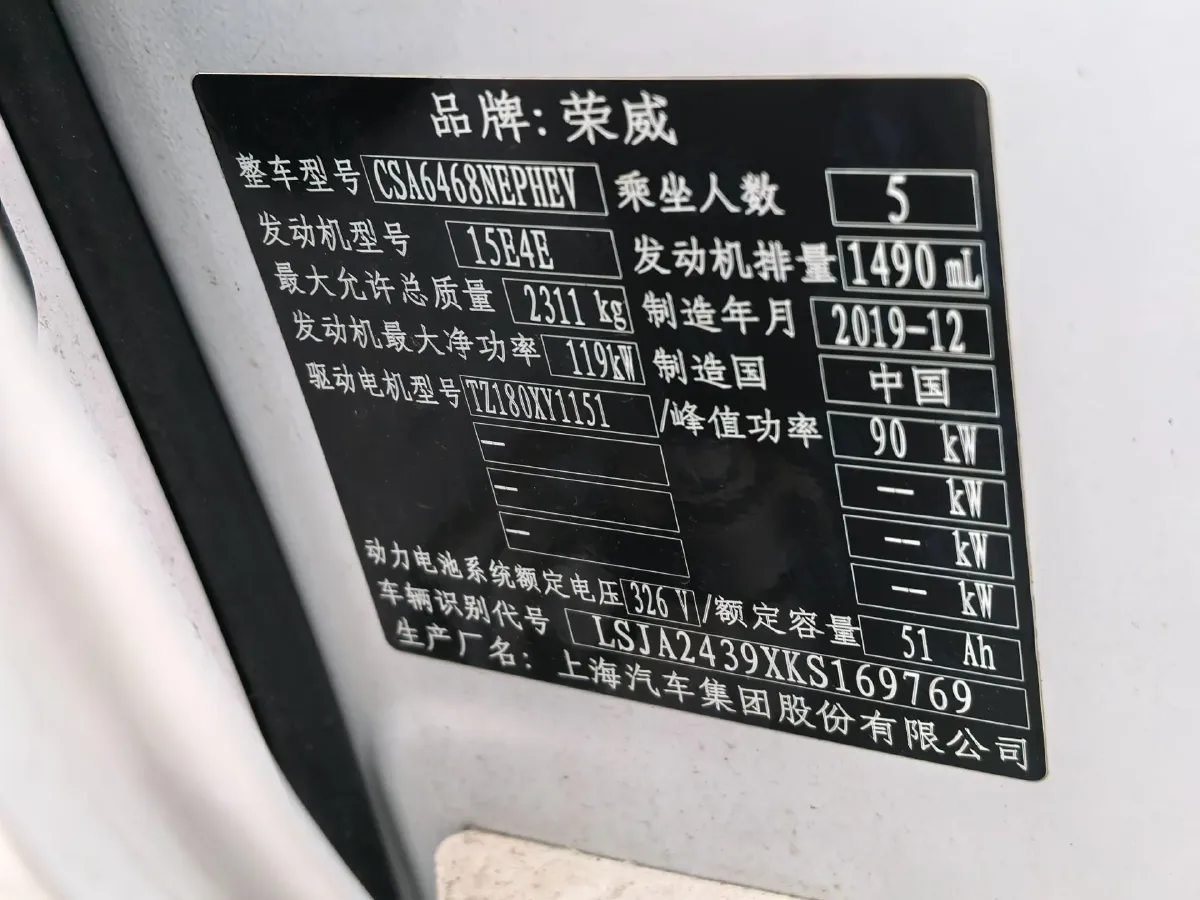 品牌: 荣威
整车型号 CSA6468NEPHEV 乘坐人数 5
发动机型号 15E4E 发动机排量 1490 mL
最大允许总质量 2311 kg 制造年月 2019-12
发动机最大净功率 119kW 制造国 中国
驱动电机型号 TZ180XY1151 /峰值功率 90 kW
-- -- kW
-- -- kW
-- -- kW
动力电池系统额定电压 326 V /额定容量 51 Ah
车辆识别代号 LSJA2439XKS169769
生产厂名: 上海汽车集团股份有限公司